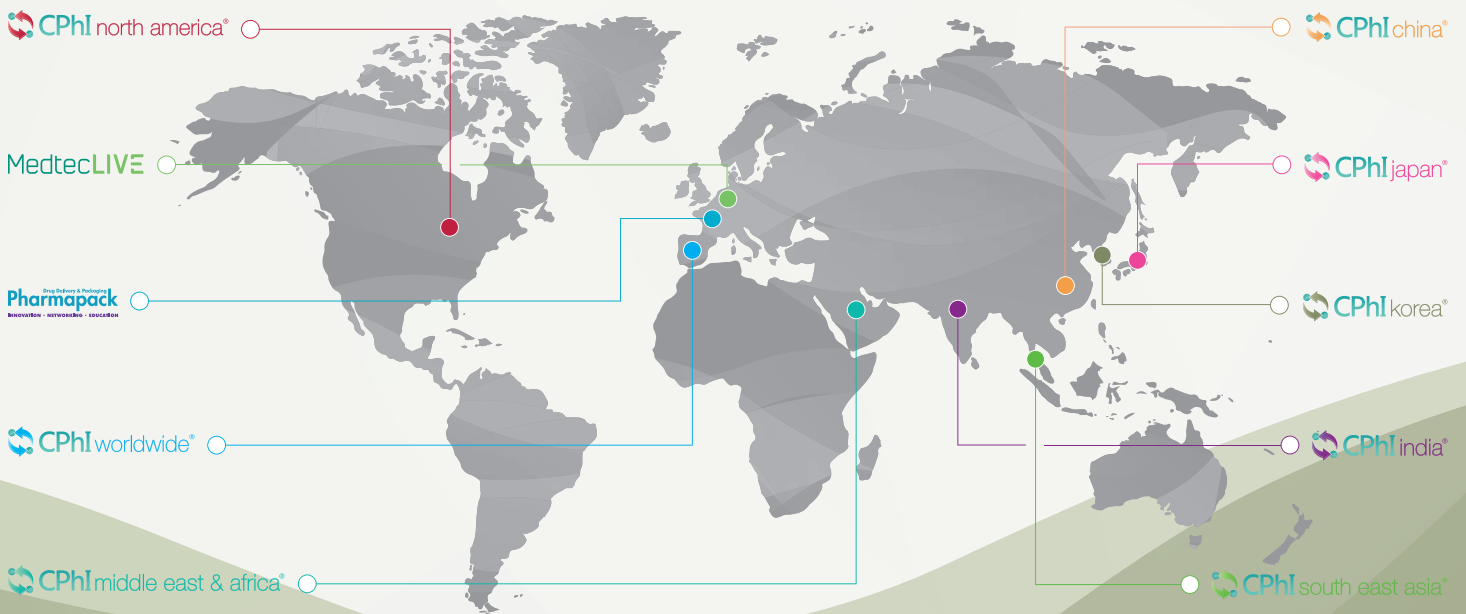 CPhI north america®
MedtecLIVE
Drug Delivery & Packaging
Pharmapack
INNOVATION • NETWORKING • EDUCATION
CPhI worldwide®
CPhI middle east & africa®
CPhI china®
CPhI japan®
CPhI korea®
CPhI india®
CPhI south east asia®